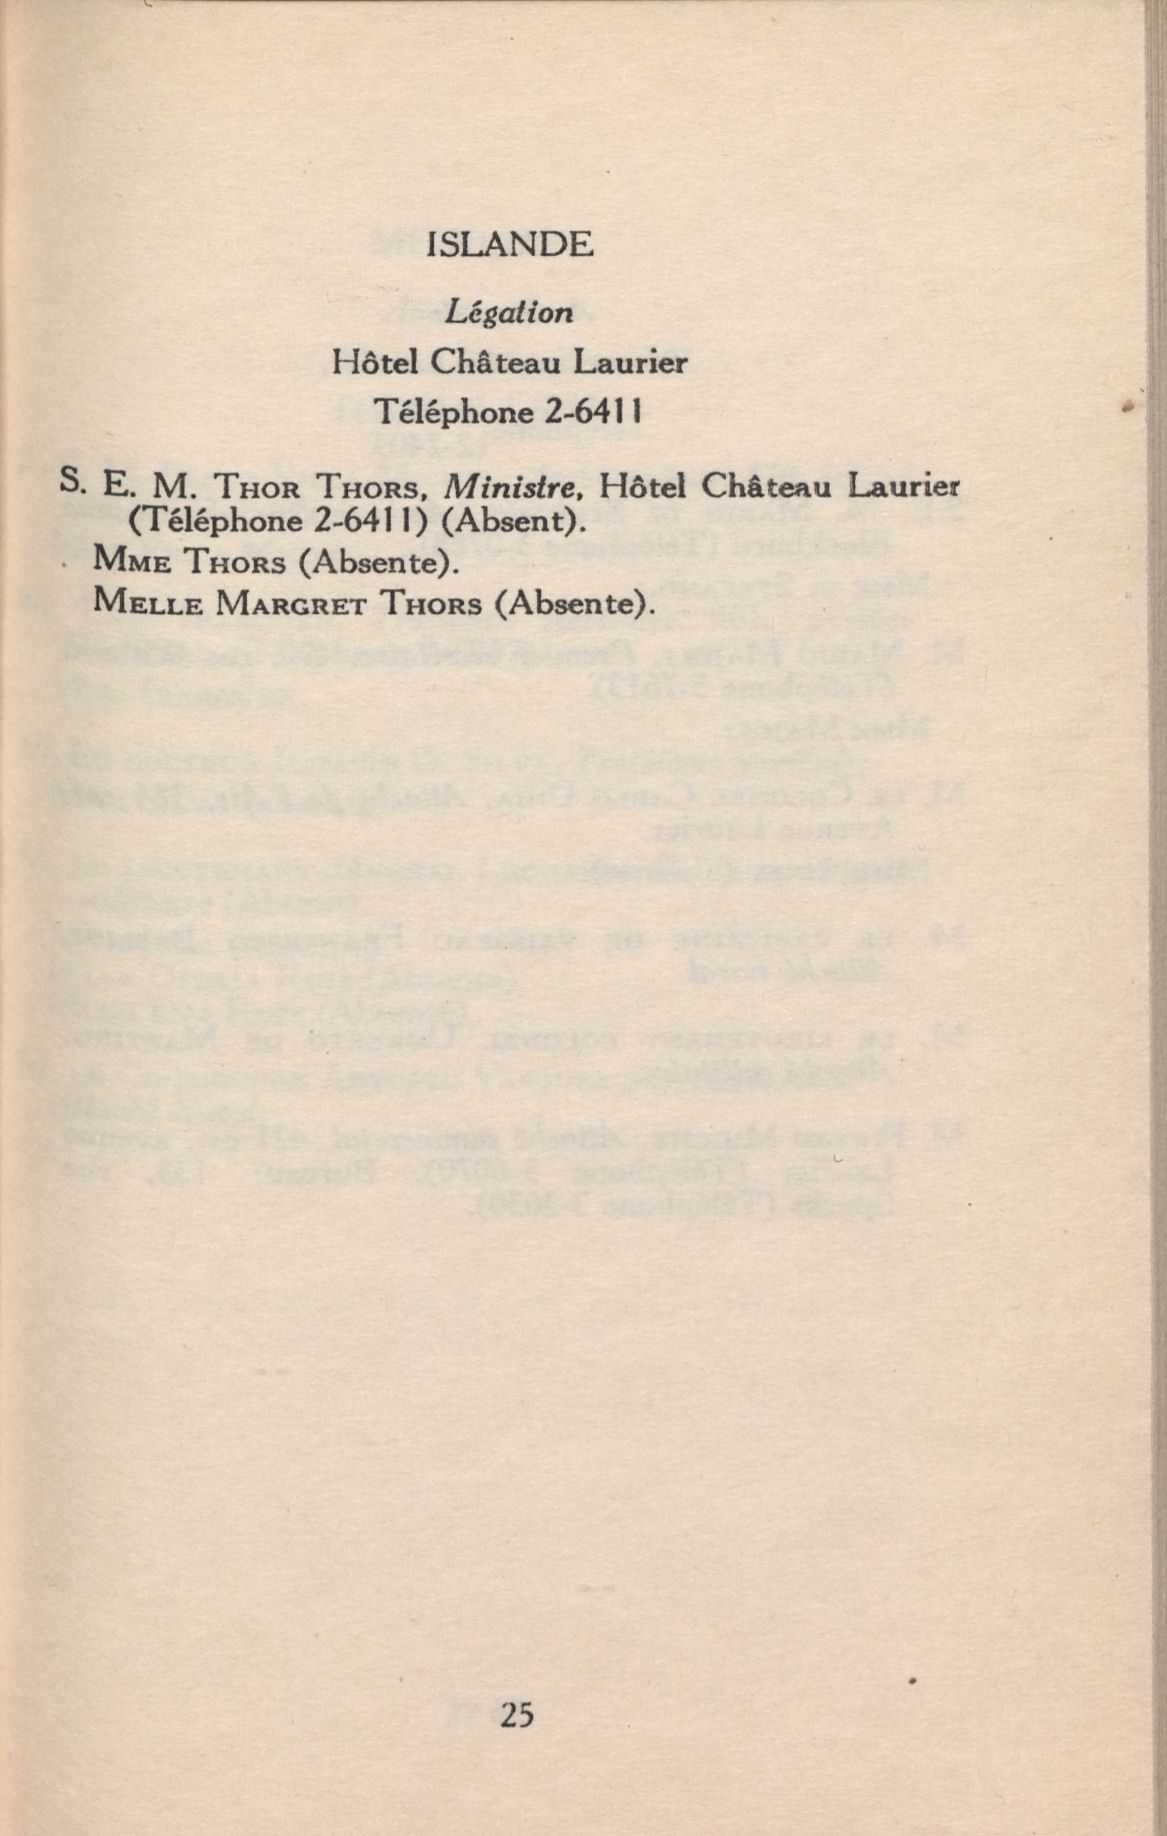 ISLANDE
Légation
Hôtel Château Laurier
Téléphone 2-6411
S. E. M. THOR THORS, Ministre, Hôtel Château Laurier
(Téléphone 2-6411) (Absent).
MME THORS (Absente).
MELLE MARGRET THORS (Absente).
25